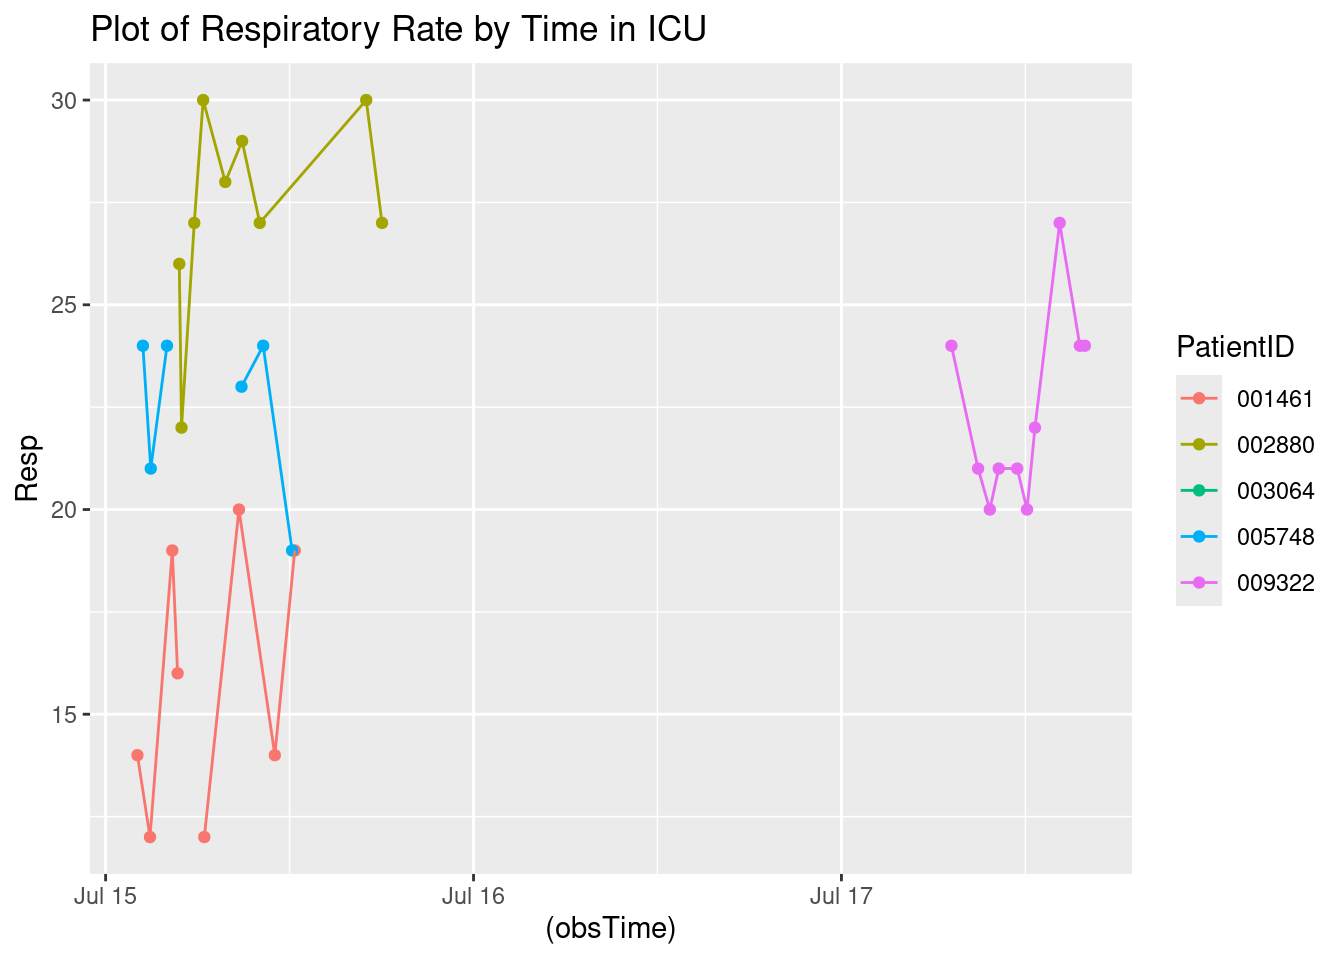 Plot of Respiratory Rate by Time in ICU
30
25
20
15
Resp
Jul 15
Jul 16
Jul 17
(obsTime)
PatientID
001461
002880
003064
005748
009322